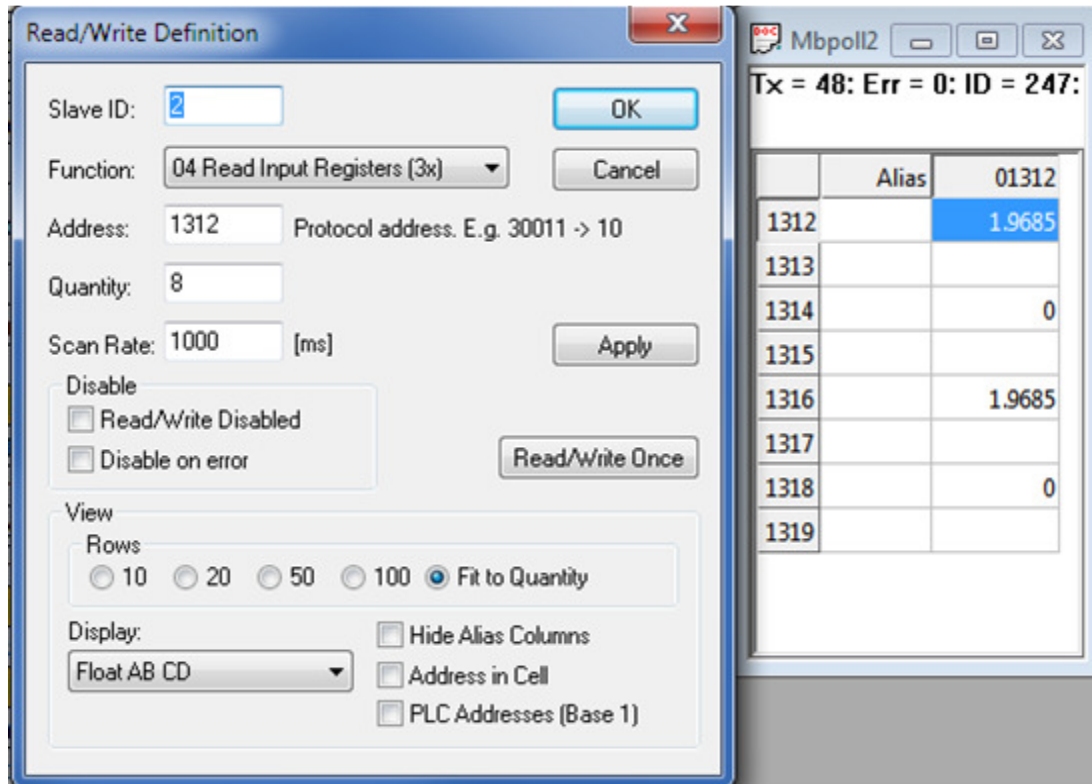 Read/Write Definition
Slave ID: 2
OK
Function: 04 Read Input Registers (3x)
Cancel
Address: 1312 Protocol address. E.g. 30011 -> 10
Quantity: 8
Scan Rate: 1000 [ms]
Apply
Disable
Read/Write Disabled
Disable on error
Read/Write Once
View
Rows
10 20 50 100 Fit to Quantity
Display:
Float AB CD
Hide Alias Columns
Address in Cell
PLC Addresses (Base 1)
DOC
Mbpoll2
Tx = 48: Err = 0: ID = 247:
Alias 01312
1312 1.9685
1313
1314 0
1315
1316 1.9685
1317
1318 0
1319